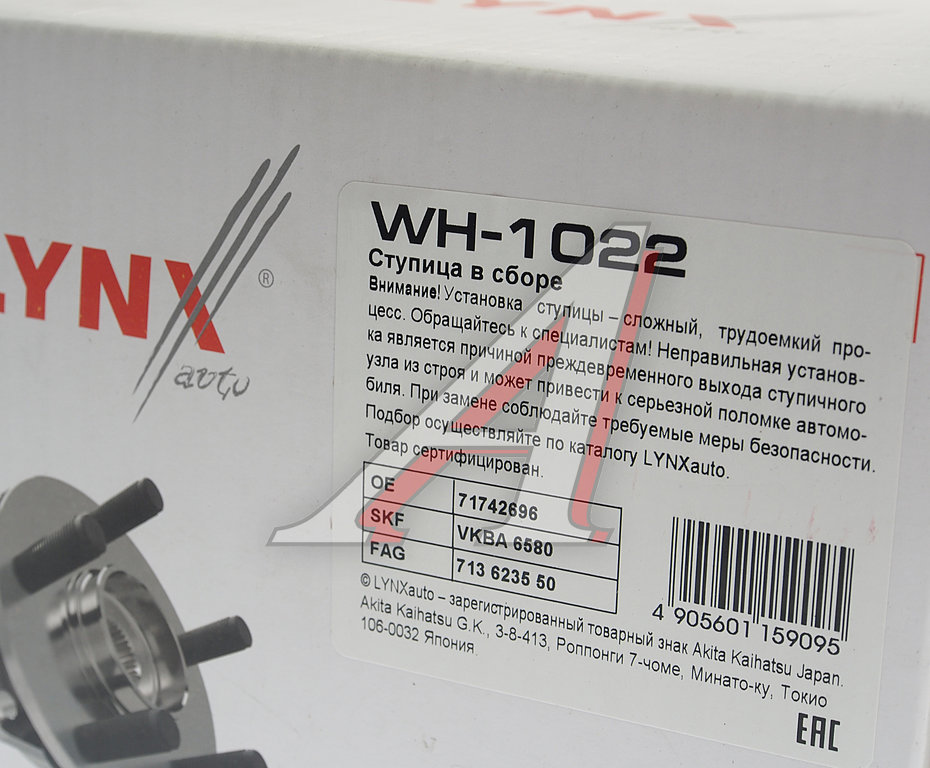 LYNX
LYNX®
auto
WH-1022
Ступица в сборе
Внимание! Установка ступицы – сложный, трудоемкий про-
цесс. Обращайтесь к специалистам! Неправильная установ-
ка является причиной преждевременного выхода ступичного
узла из строя и может привести к серьезной поломке автомо-
биля. При замене соблюдайте требуемые меры безопасности.
Подбор осуществляйте по каталогу LYNXauto.
Товар сертифицирован.
OE 71742696
SKF VKBA 6580
FAG 713 6235 50
4 905601 159095
© LYNXauto – зарегистрированный товарный знак Akita Kaihatsu Japan.
Akita Kaihatsu G.K., 3-8-413, Роппонги 7-чоме, Минато-ку, Токио
106-0032 Япония.
EAC